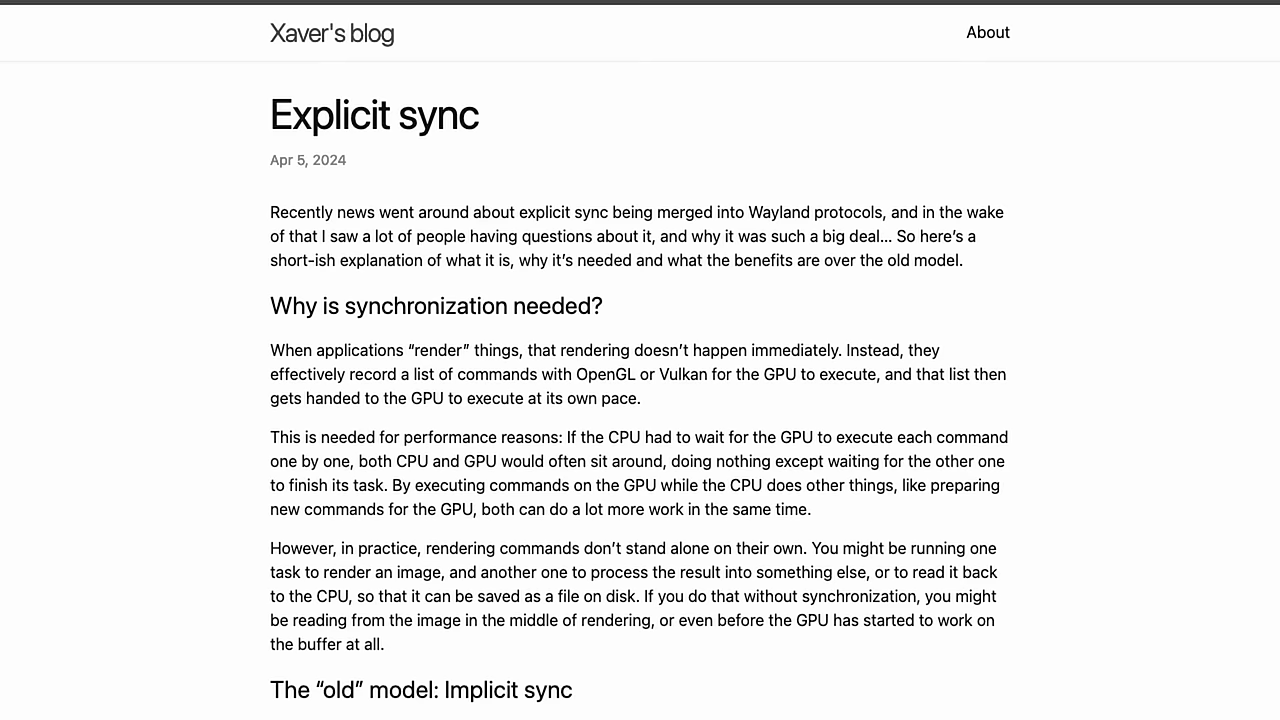 Xaver's blog
About
Explicit sync
Apr 5, 2024
Recently news went around about explicit sync being merged into Wayland protocols, and in the wake
of that I saw a lot of people having questions about it, and why it was such a big deal... So here’s a
short-ish explanation of what it is, why it’s needed and what the benefits are over the old model.
Why is synchronization needed?
When applications “render” things, that rendering doesn’t happen immediately. Instead, they
effectively record a list of commands with OpenGL or Vulkan for the GPU to execute, and that list then
gets handed to the GPU to execute at its own pace.
This is needed for performance reasons: If the CPU had to wait for the GPU to execute each command
one by one, both CPU and GPU would often sit around, doing nothing except waiting for the other one
to finish its task. By executing commands on the GPU while the CPU does other things, like preparing
new commands for the GPU, both can do a lot more work in the same time.
However, in practice, rendering commands don’t stand alone on their own. You might be running one
task to render an image, and another one to process the result into something else, or to read it back
to the CPU, so that it can be saved as a file on disk. If you do that without synchronization, you might
be reading from the image in the middle of rendering, or even before the GPU has started to work on
the buffer at all.
The “old” model: Implicit sync